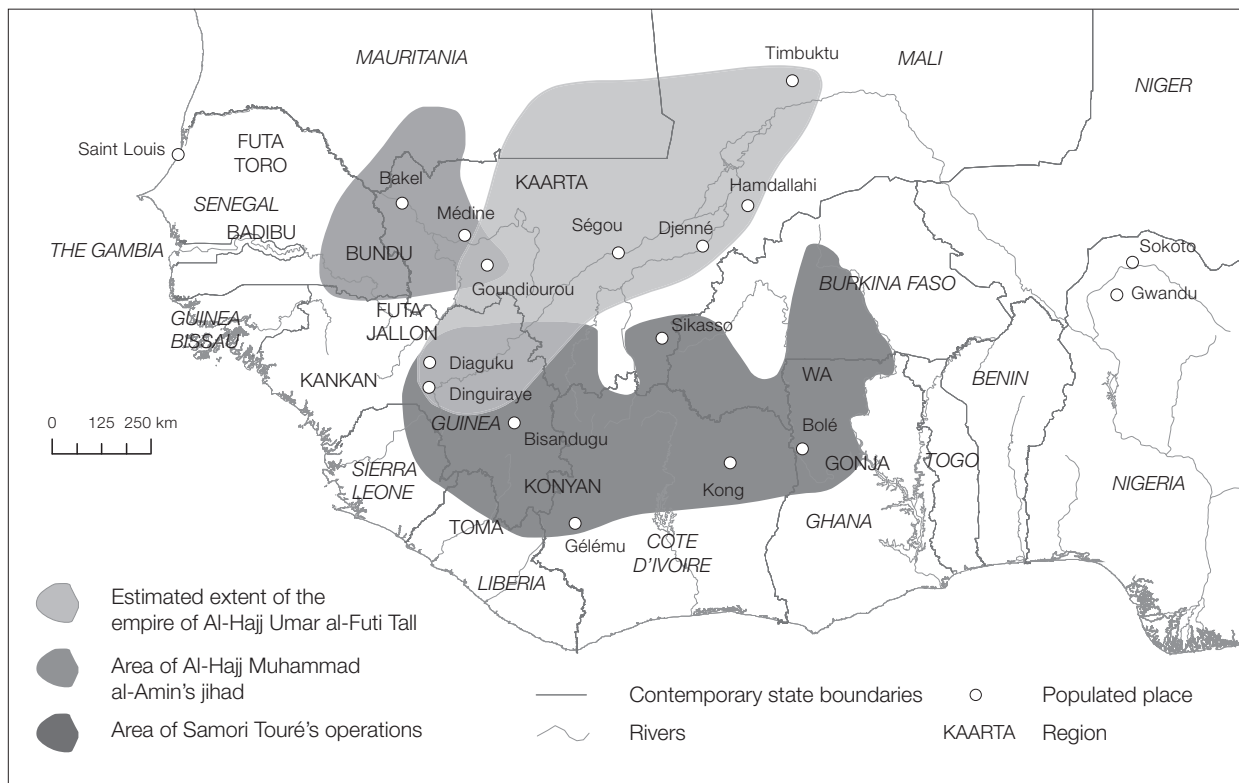 Timbuktu
MAURITANIA
MALI
NIGER
Saint Louis
FUTA
TORO
Bakel
KAARTA
Hamdallahi
SENEGAL
Médine
Ségou
Djenné
THE GAMBIA
BADIBU
BUNDU
Sokoto
Goundiourou
BURKINA FASO
Gwandu
GUINEA
BISSAU
FUTA
JALLON
Sikasso
Diaguku
KANKAN
WA
BENIN
Dinguiraye
0 125 250 km
GUINEA
Bisandugu
Bolé
SIERRA
LEONE
KONYAN
Kong
GONJA
TOGO
NIGERIA
TOMA
Gélému
CÔTE
D'IVOIRE
GHANA
LIBERIA
Estimated extent of the
empire of Al-Hajj Umar al-Futi Tall
Area of Al-Hajj Muhammad
al-Amin's jihad
Area of Samori Touré's operations
Contemporary state boundaries
Rivers
Populated place
KAARTA Region